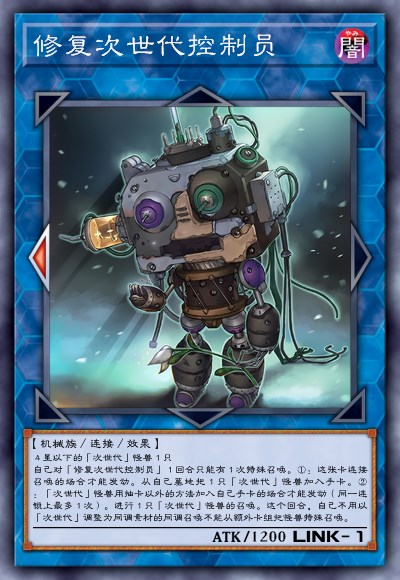 修复次世代控制员
やみ
闇
【机械族／连接／效果】
４星以下的「次世代」怪兽１只
自己对「修复次世代控制员」１回合只能有１次特殊召唤。①：这张卡连接
召唤的场合才能发动。从自己墓地把１只「次世代」怪兽加入手卡。②
：「次世代」怪兽用抽卡以外的方法加入自己手卡的场合才能发动（同一连
锁上最多１次）。进行１只「次世代」怪兽的召唤。这个回合，自己不用以
「次世代」调整为同调素材的同调召唤不能从额外卡组把怪兽特殊召唤。
ATK/1200 LINK-1